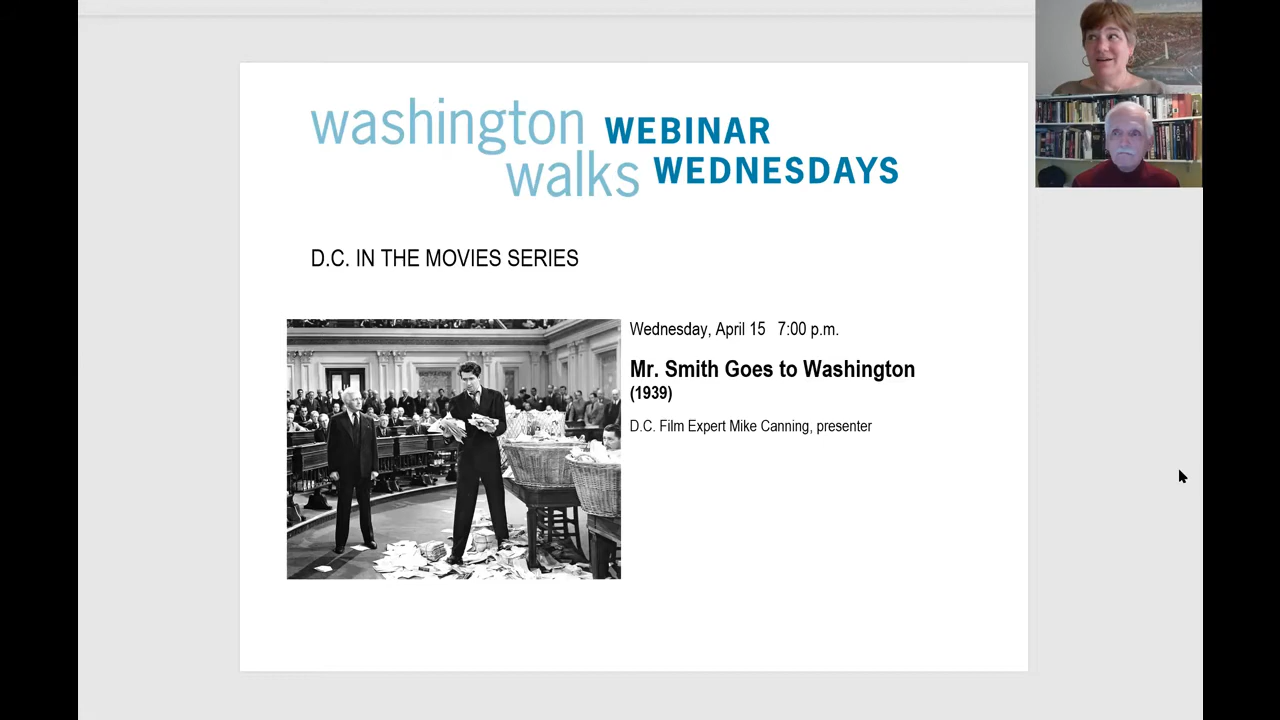 washington WEBINAR
walks WEDNESDAYS
D.C. IN THE MOVIES SERIES
Wednesday, April 15 7:00 p.m.
Mr. Smith Goes to Washington
(1939)
D.C. Film Expert Mike Canning, presenter